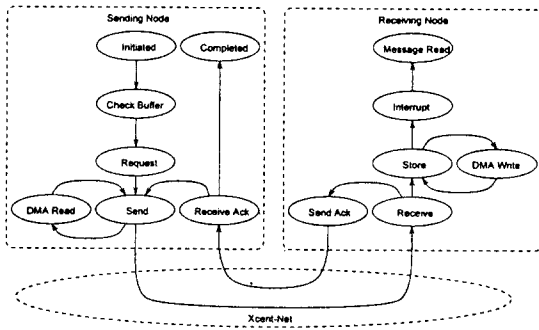 Sending Node
Receiving Node
Initiated
Completed
Message Read
Check Buffer
Interrupt
Request
Store
DMA Write
DMA Read
Send
Receive Ack
Send Ack
Receive
Xcent-Net